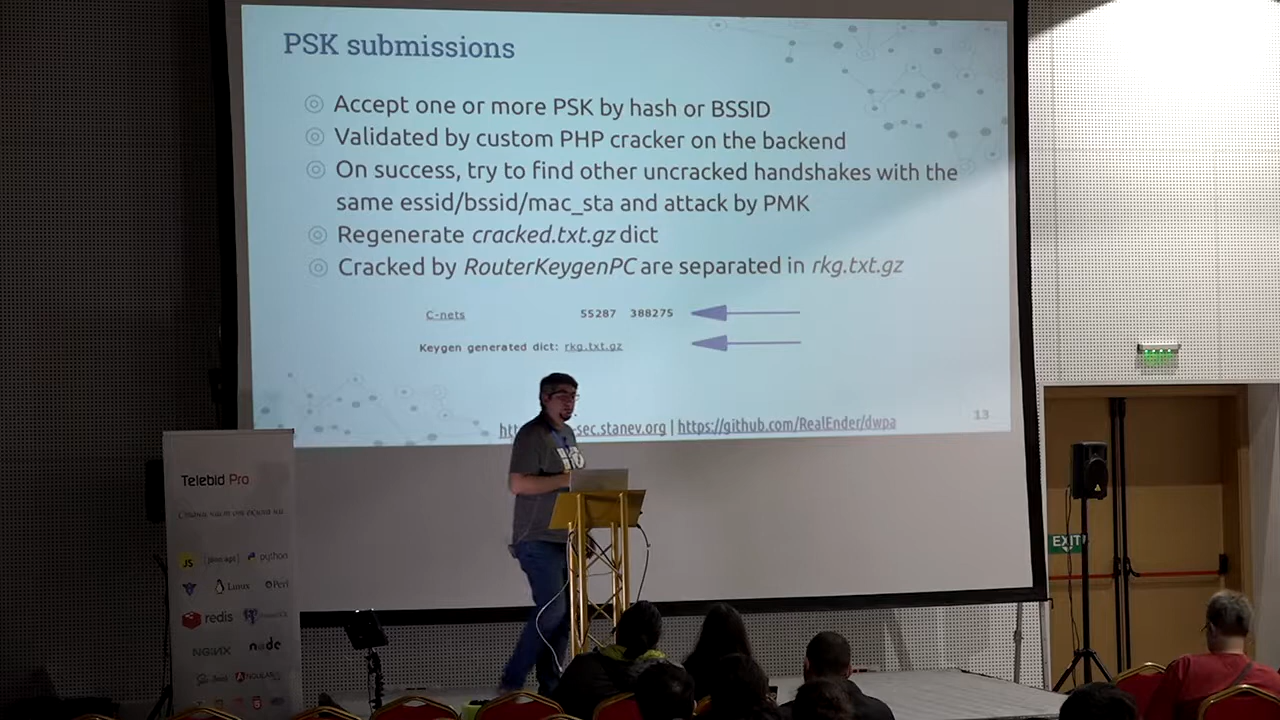 PSK submissions
Accept one or more PSK by hash or BSSID
Validated by custom PHP cracker on the backend
On success, try to find other uncracked handshakes with the
same essid/bssid/mac_sta and attack by PMK
Regenerate cracked.txt.gz dict
Cracked by RouterKeygenPC are separated in rkg.txt.gz
C-nets 55287 388275
Keygen generated dict: rkg.txt.gz
-sec.stanev.org | https://github.com/RealEnder/dwpa
13
Telebid Pro
JS python
Linux Perl
redis
NGINX node
EXIT